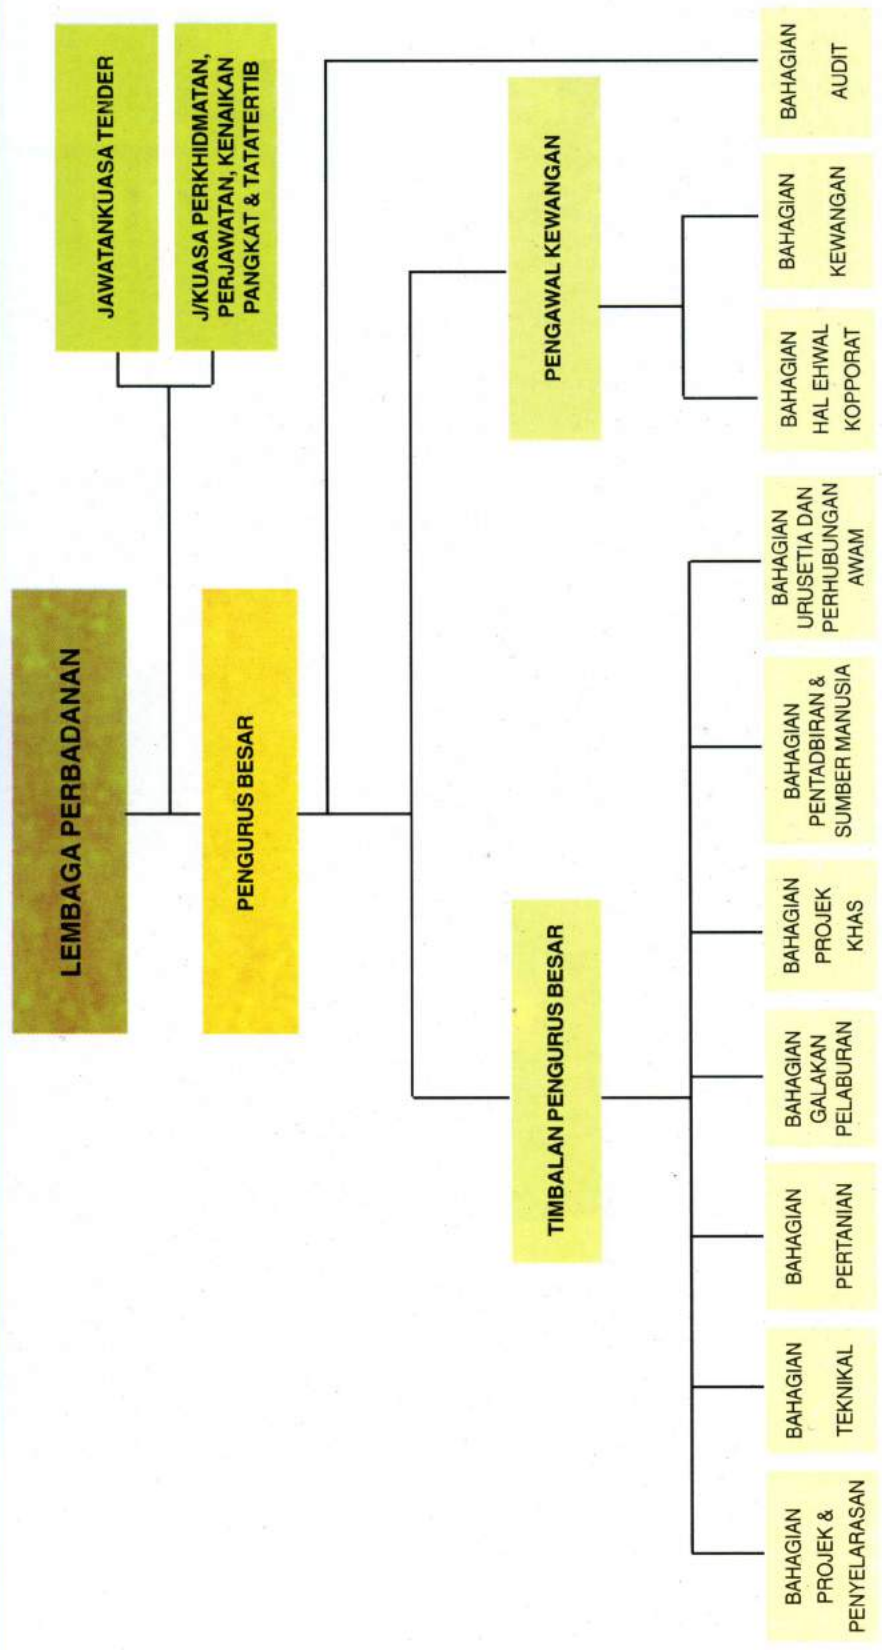 LEMBAGA PERBADANAN
JAWATANKUASA TENDER
J/KUASA PERKHIDMATAN,
PERJAWATAN, KENAIKAN
PANGKAT & TATATERTIB
PENGURUS BESAR
TIMBALAN PENGURUS BESAR
PENGAWAL KEWANGAN
BAHAGIAN
PROJEK &
PENYELARASAN
BAHAGIAN
TEKNIKAL
BAHAGIAN
PERTANIAN
BAHAGIAN
GALAKAN
PELABURAN
BAHAGIAN
PROJEK
KHAS
BAHAGIAN
PENTADBIRAN &
SUMBER MANUSIA
BAHAGIAN
URUSETIA DAN
PERHUBUNGAN
AWAM
BAHAGIAN
HAL EHWAL
KOPPORAT
BAHAGIAN
KEWANGAN
BAHAGIAN
AUDIT